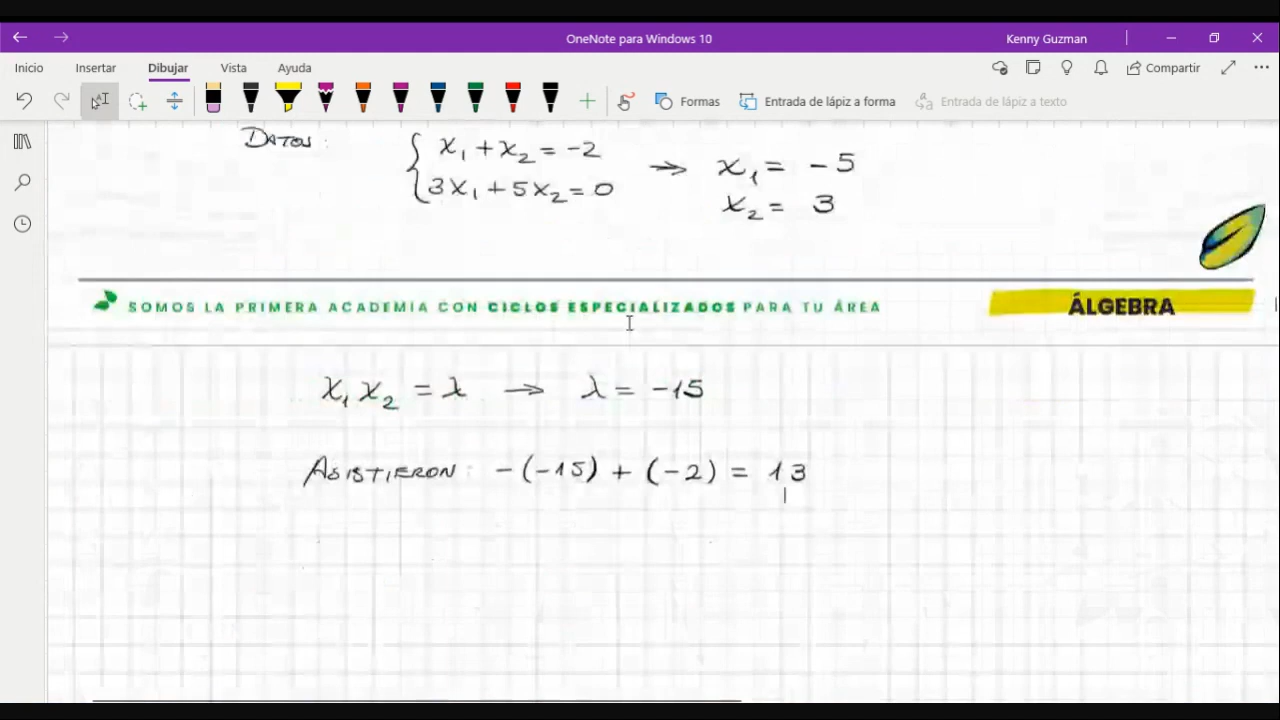 OneNote para Windows 10
Kenny Guzman
Inicio Insertar Dibujar Vista Ayuda
Compartir
Formas
Entrada de lápiz a forma
Entrada de lápiz a texto
DATOS: { x₁ + x₂ = -2 → x₁ = -5
3x₁ + 5x₂ = 0 x₂ = 3
SOMOS LA PRIMERA ACADEMIA CON CICLOS ESPECIALIZADOS PARA TU ÁREA
ÁLGEBRA
x₁ x₂ = λ → λ = -15
ASISTIERON: -(-15) + (-2) = 13